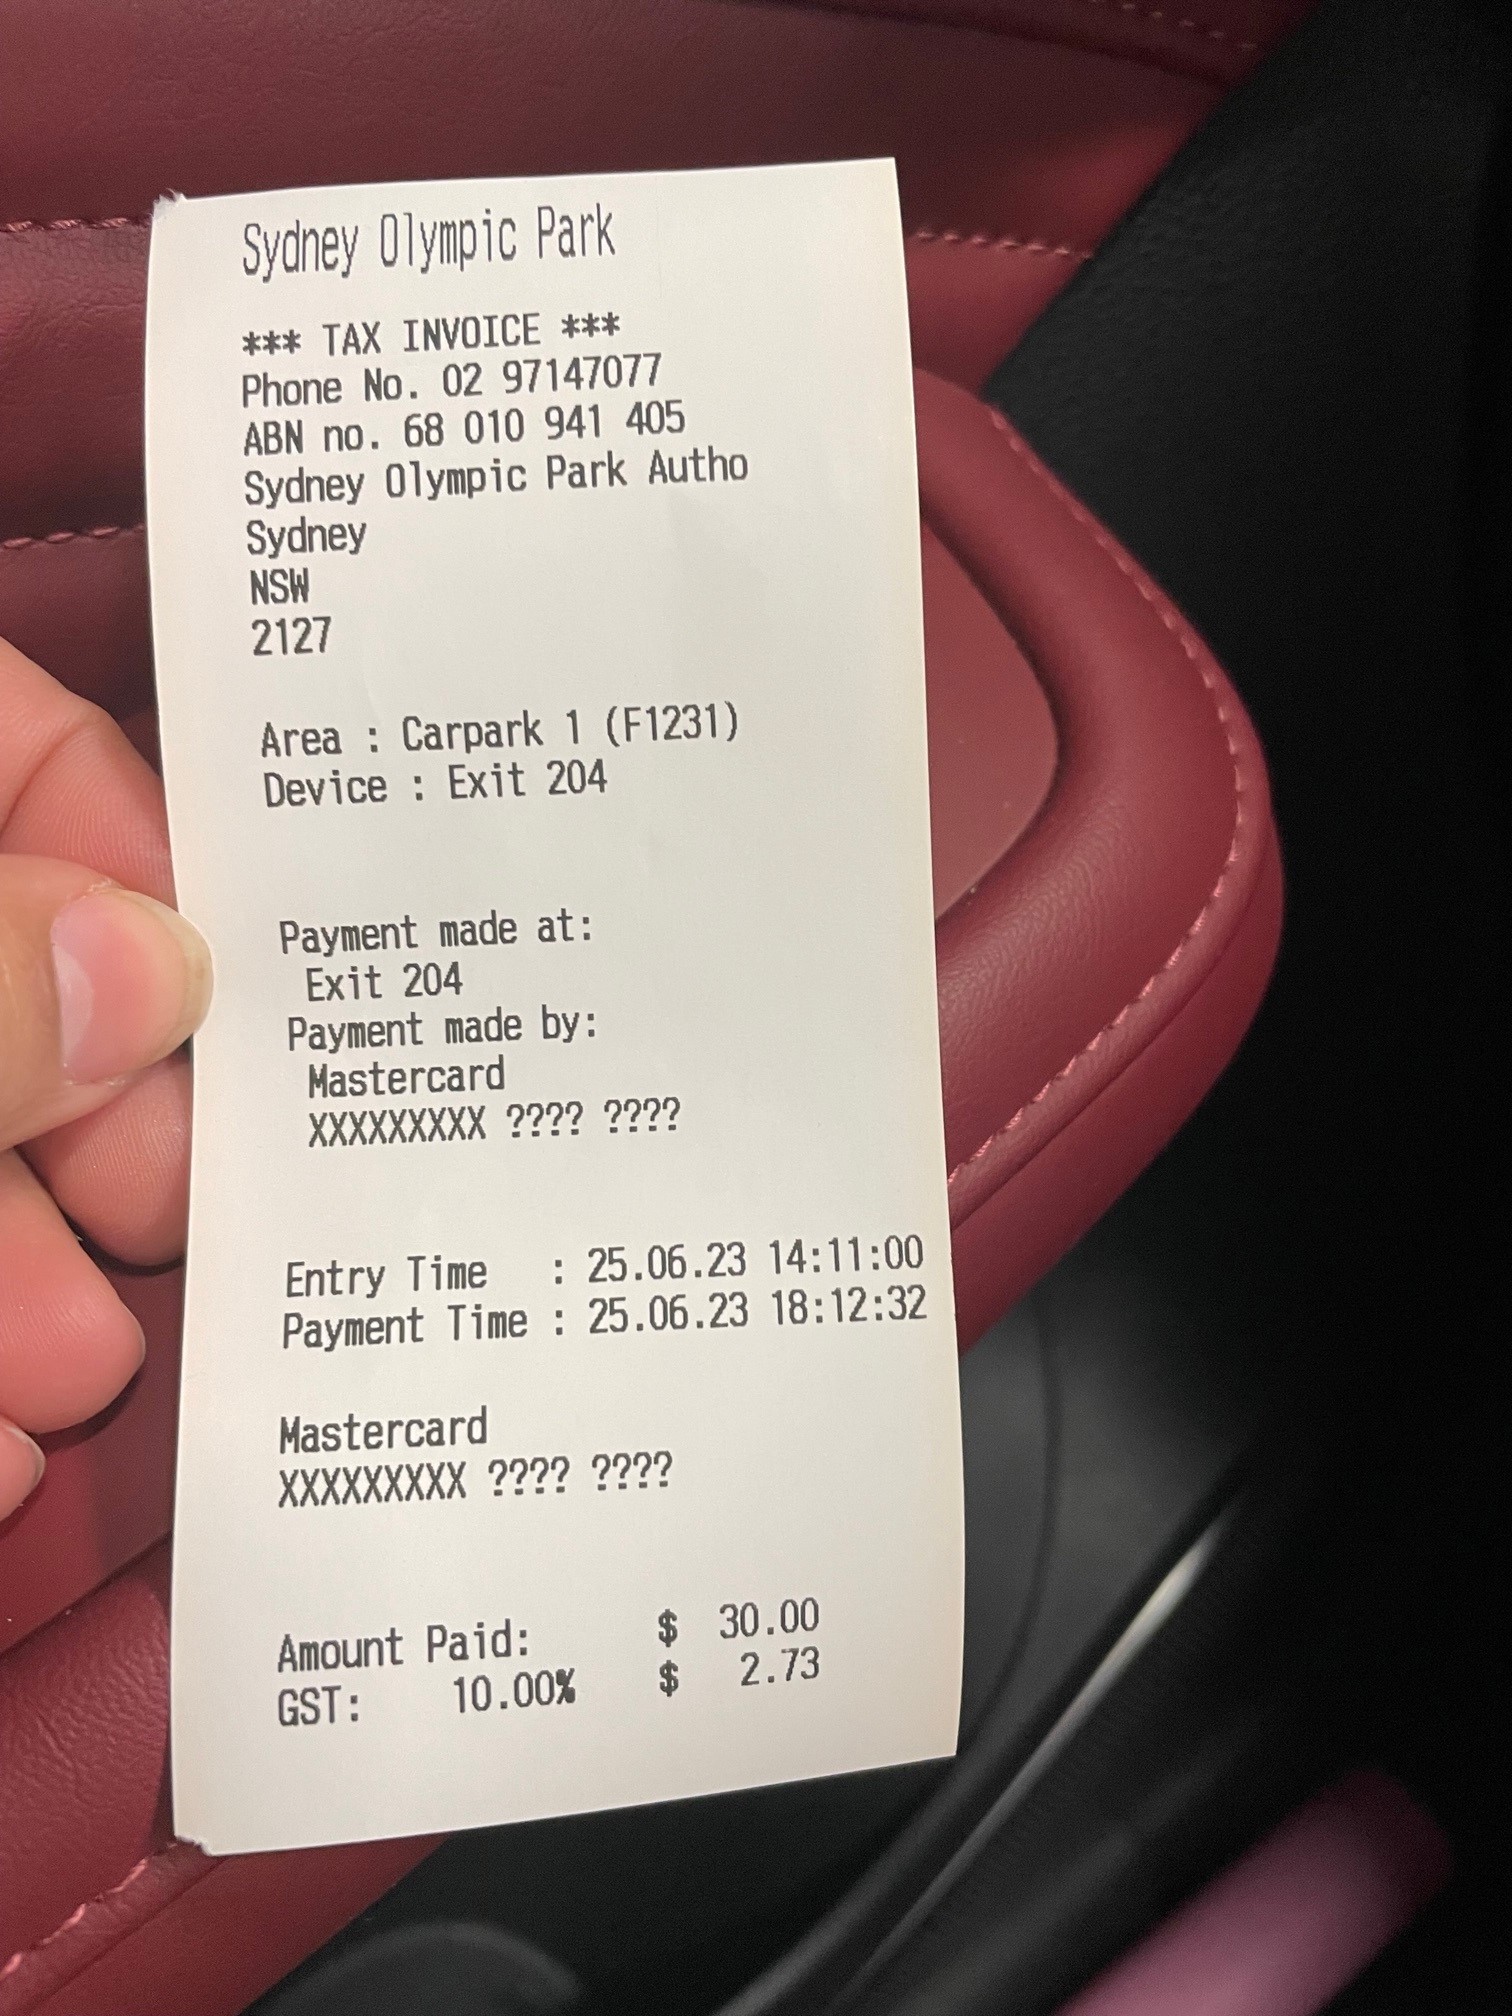 Sydney Olympic Park
*** TAX INVOICE ***
Phone No. 02 97147077
ABN no. 68 010 941 405
Sydney Olympic Park Autho
Sydney
NSW
2127
Area : Carpark 1 (F1231)
Device : Exit 204
Payment made at:
Exit 204
Payment made by:
Mastercard
XXXXXXXXX ???? ????
Entry Time : 25.06.23 14:11:00
Payment Time : 25.06.23 18:12:32
Mastercard
XXXXXXXXX ???? ????
Amount Paid: $ 30.00
GST: 10.00% $ 2.73